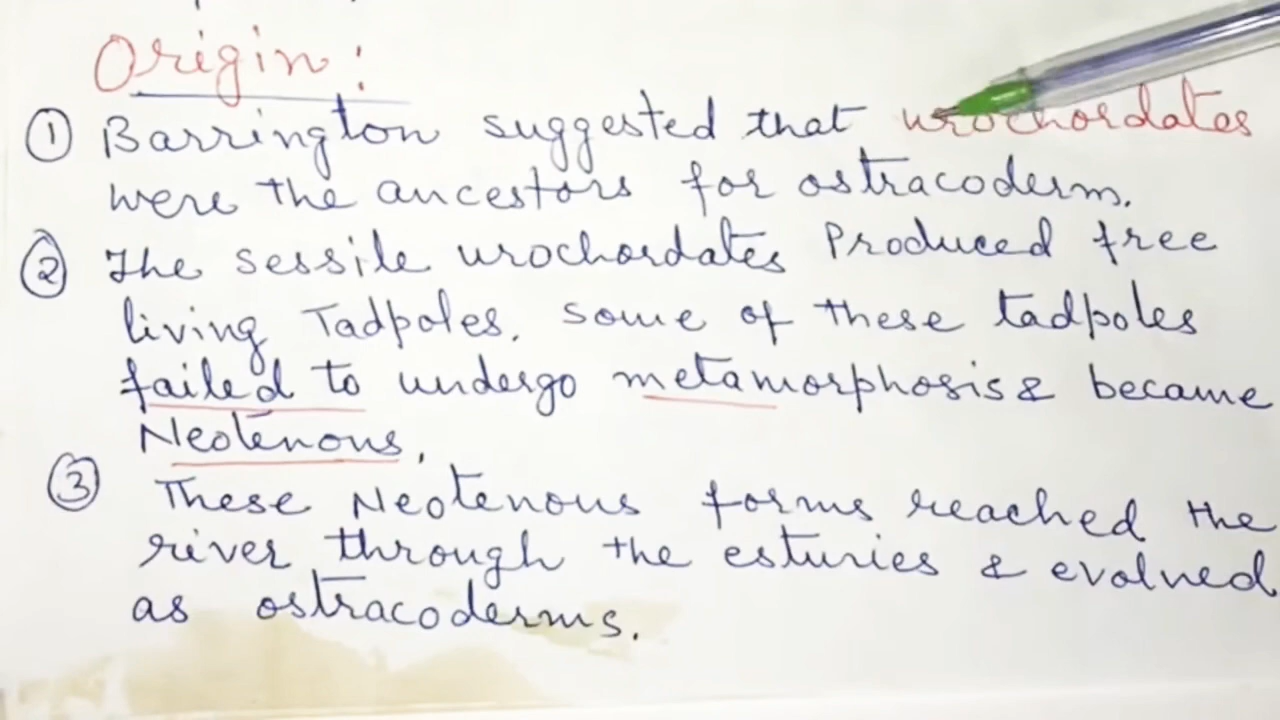 Origin:
① Barrington suggested that urochordates
were the ancestors for ostracoderm.
② The sessile urochordates Produced free
living Tadpoles. some of these tadpoles
failed to undergo metamorphosis & became
Neotenous.
③ These Neotenous forms reached the
river through the esturies & evolved
as ostracoderms.